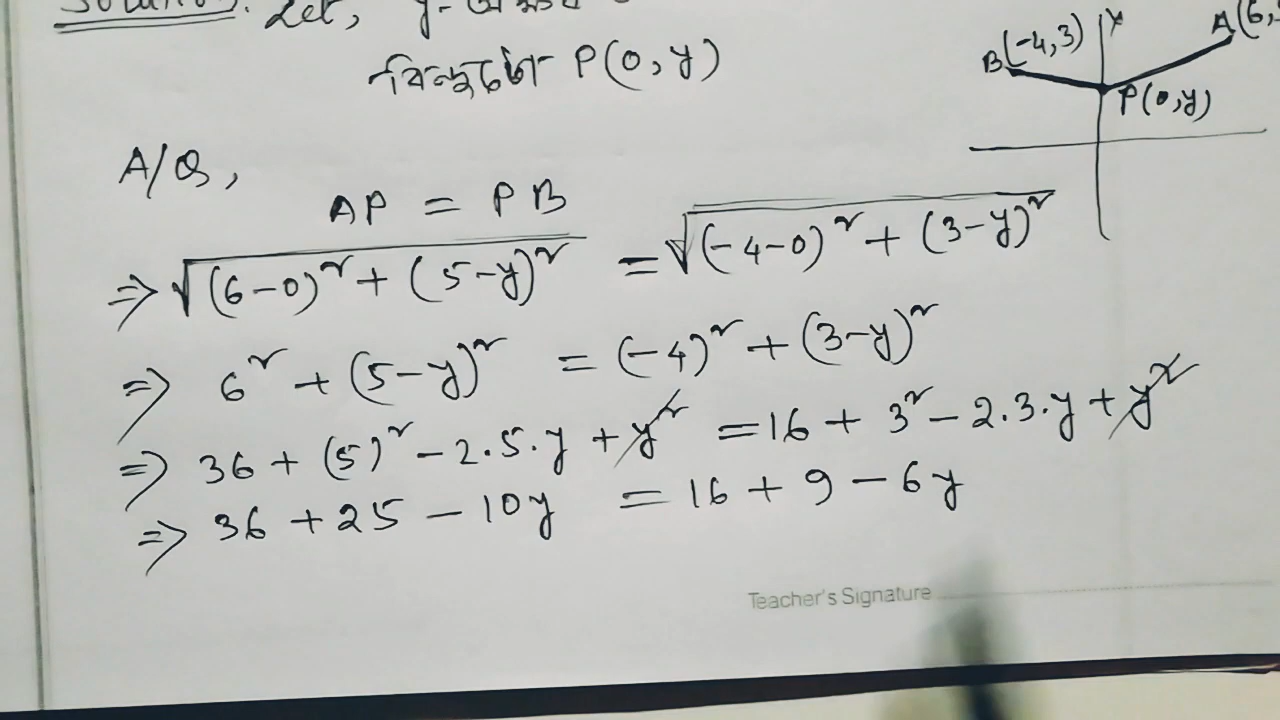 Solution: Let, y-
বিন্দুটো P(0,y)
B(-4,3)
y
A(6,
P(0,y)
A/Q,
AP = PB
⇒ √(6-0)² + (5-y)² = √(-4-0)² + (3-y)²
⇒ 6² + (5-y)² = (-4)² + (3-y)²
⇒ 36 + (5)² - 2.5.y + y² = 16 + 3² - 2.3.y + y²
⇒ 36 + 25 - 10y = 16 + 9 - 6y
Teacher's Signature